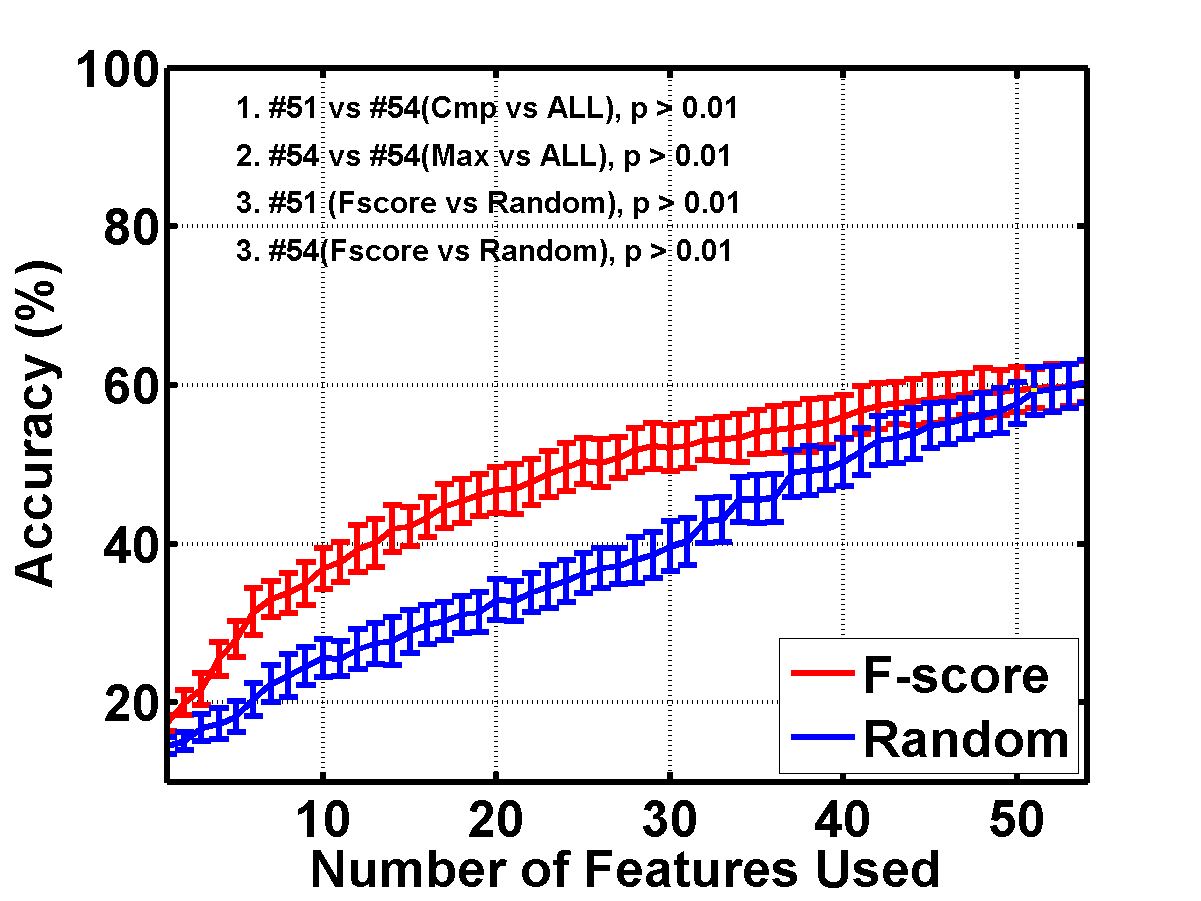 100
80
60
40
20
Accuracy (%)
1. #51 vs #54(Cmp vs ALL), p > 0.01
2. #54 vs #54(Max vs ALL), p > 0.01
3. #51 (Fscore vs Random), p > 0.01
3. #54(Fscore vs Random), p > 0.01
F-score
Random
10 20 30 40 50
Number of Features Used